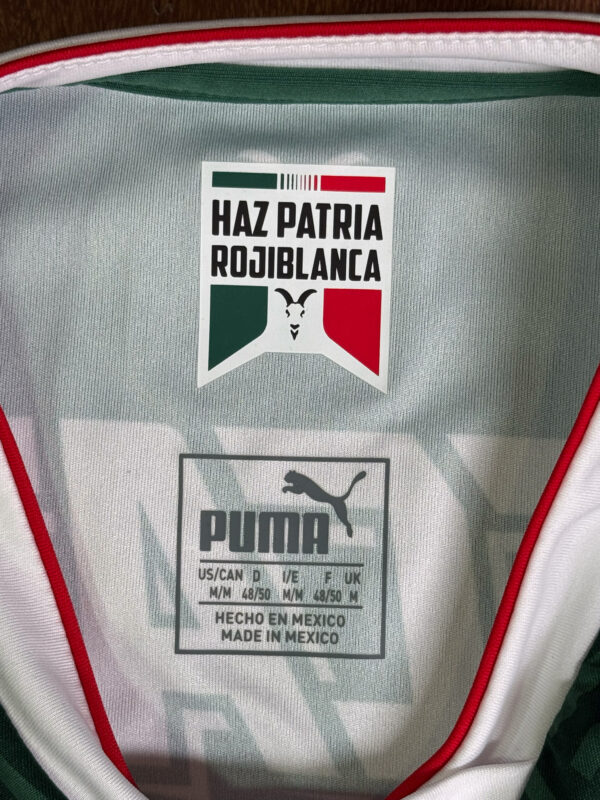 HAZ PATRIA
ROJIBLANCA
PUMA
US/CAN D I/E F UK
M/M 48/50 M/M 48/50 M
HECHO EN MEXICO
MADE IN MEXICO